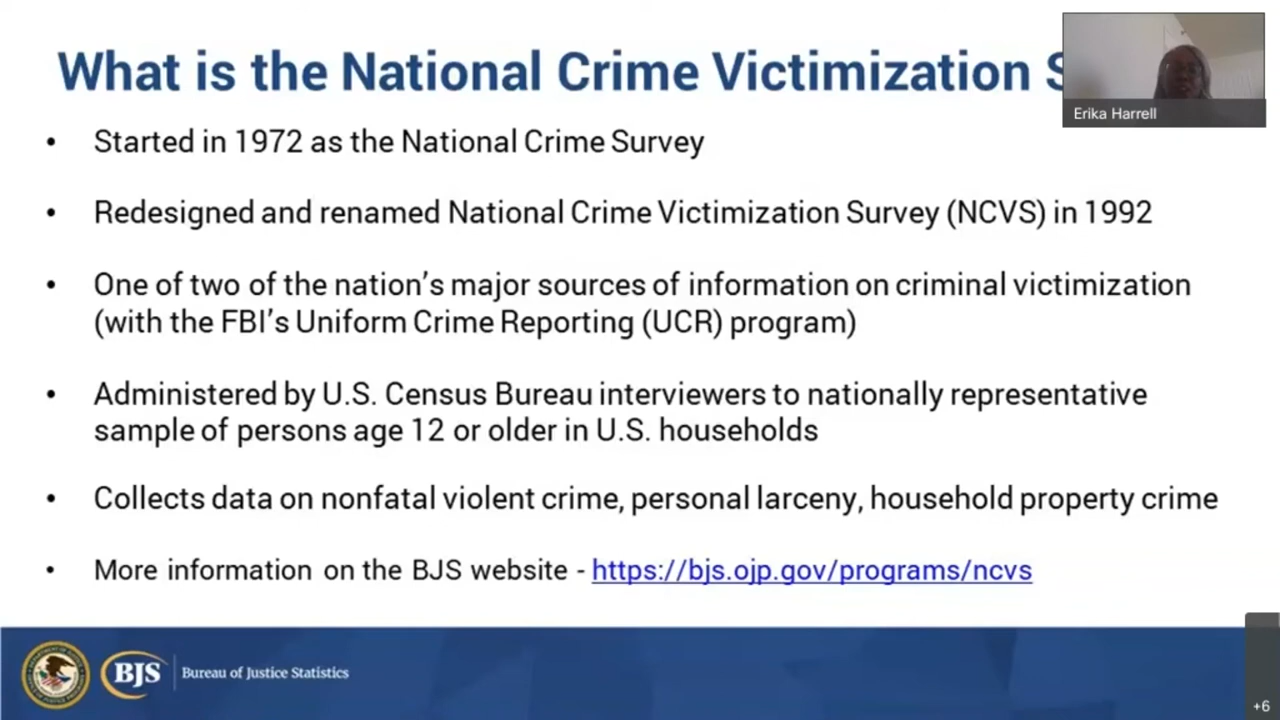 What is the National Crime Victimization S
Erika Harrell
• Started in 1972 as the National Crime Survey
• Redesigned and renamed National Crime Victimization Survey (NCVS) in 1992
• One of two of the nation’s major sources of information on criminal victimization
(with the FBI’s Uniform Crime Reporting (UCR) program)
• Administered by U.S. Census Bureau interviewers to nationally representative
sample of persons age 12 or older in U.S. households
• Collects data on nonfatal violent crime, personal larceny, household property crime
• More information on the BJS website - https://bjs.ojp.gov/programs/ncvs
BJS
Bureau of Justice Statistics
+6